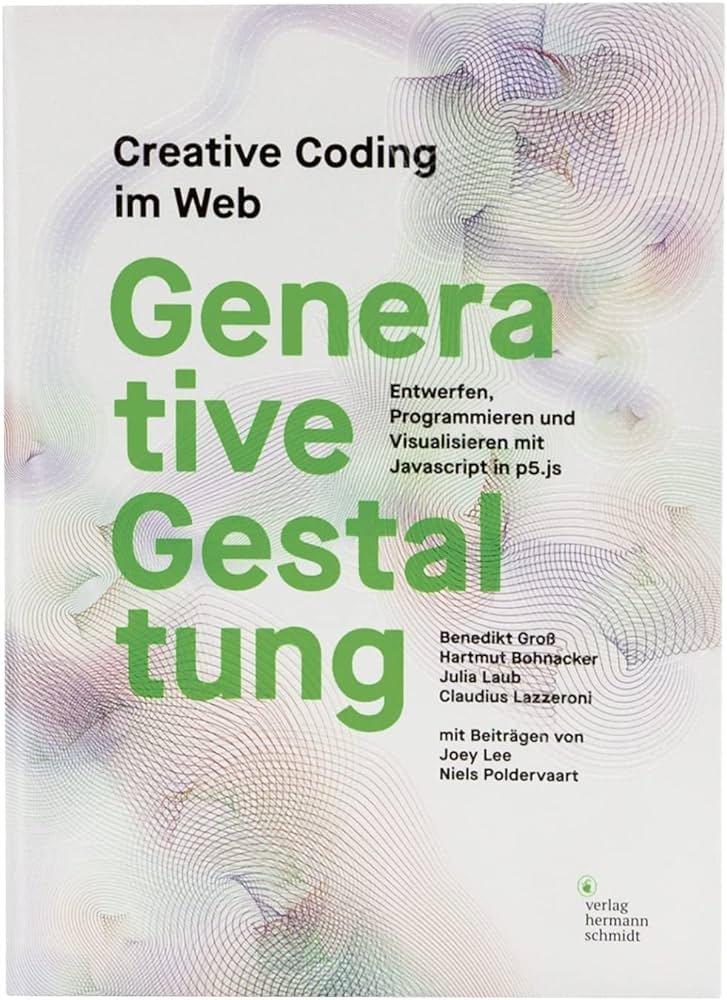 Creative Coding
im Web
Genera
tive
Entwerfen,
Programmieren und
Visualisieren mit
Javascript in p5.js
Gestal
tung
Benedikt Groß
Hartmut Bohnacker
Julia Laub
Claudius Lazzeroni
mit Beiträgen von
Joey Lee
Niels Poldervaart
verlag
hermann
schmidt